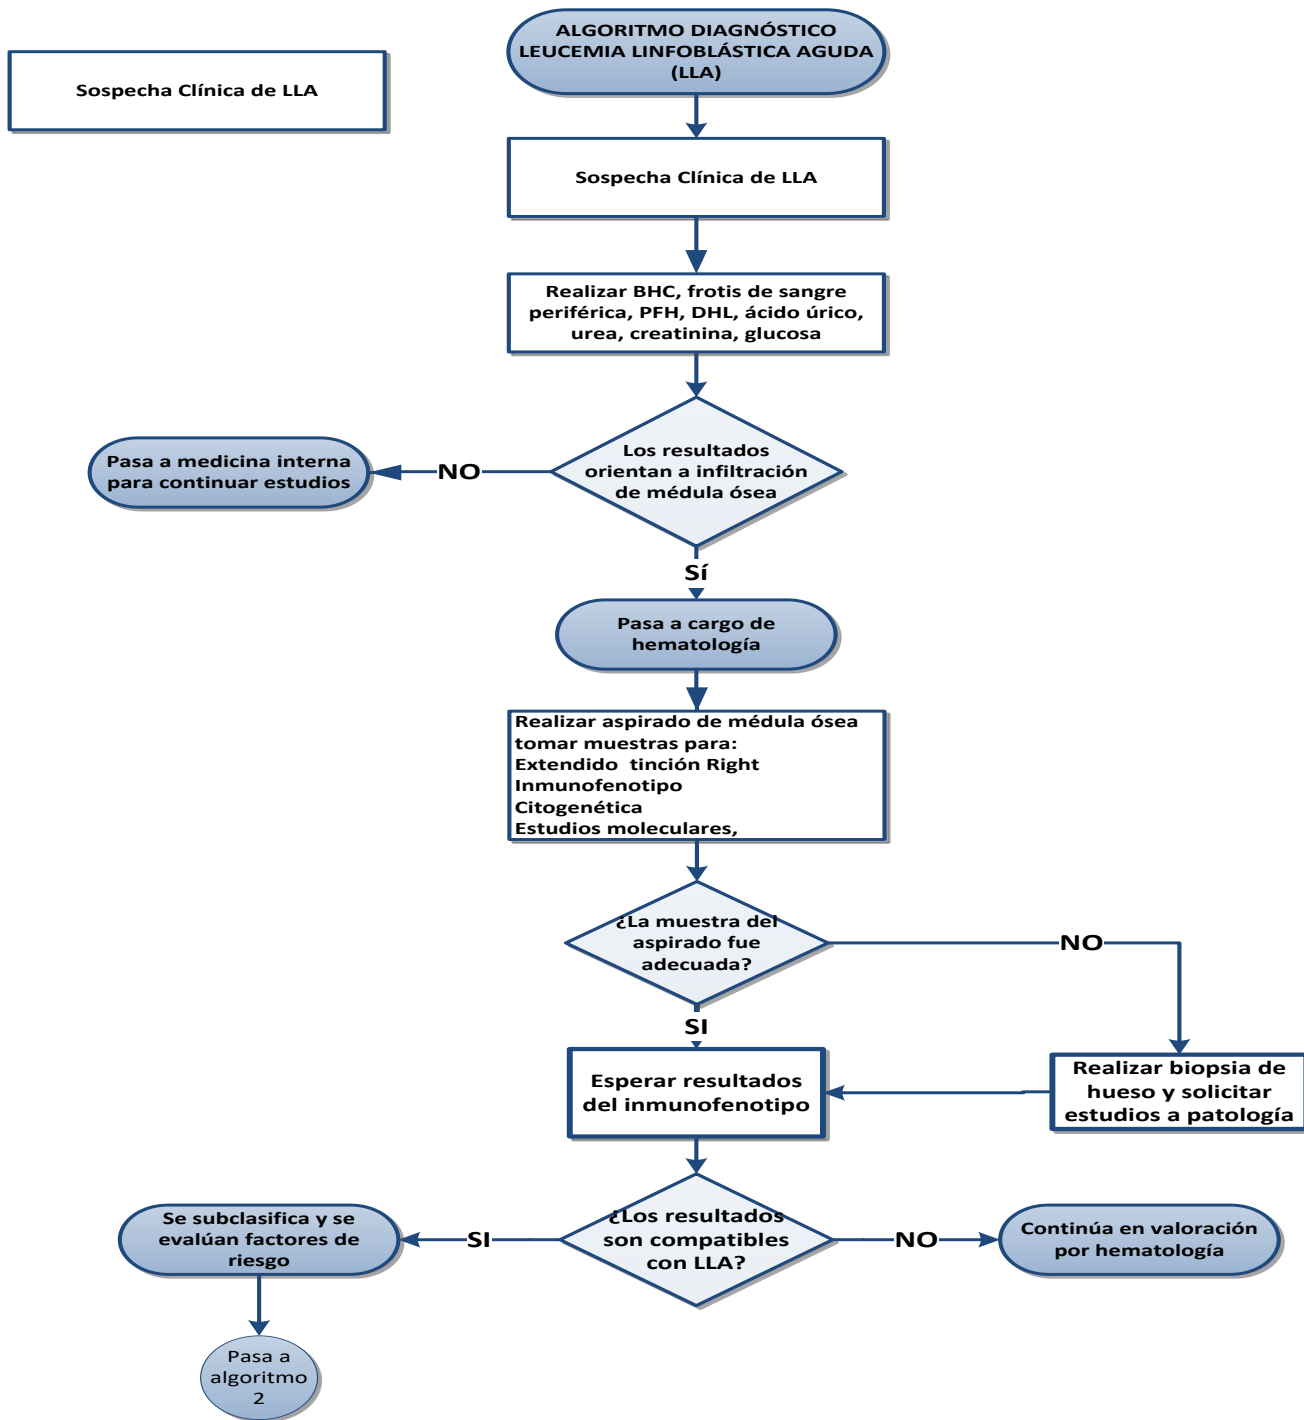 ALGORITMO DIAGNÓSTICO
LEUCEMIA LINFOBLÁSTICA AGUDA
(LLA)
Sospecha Clínica de LLA
Sospecha Clínica de LLA
Realizar BHC, frotis de sangre
periférica, PFH, DHL, ácido úrico,
urea, creatinina, glucosa
Los resultados
orientan a infiltración
de médula ósea
NO
Pasa a medicina interna
para continuar estudios
Sí
Pasa a cargo de
hematología
Realizar aspirado de médula ósea
tomar muestras para:
Extendido tinción Right
Inmunofenotipo
Citogenética
Estudios moleculares,
¿La muestra del
aspirado fue
adecuada?
NO
SI
Esperar resultados
del inmunofenotipo
Realizar biopsia de
hueso y solicitar
estudios a patología
¿Los resultados
son compatibles
con LLA?
SI
NO
Se subclasifica y se
evalúan factores de
riesgo
Continúa en valoración
por hematología
Pasa a
algoritmo
2